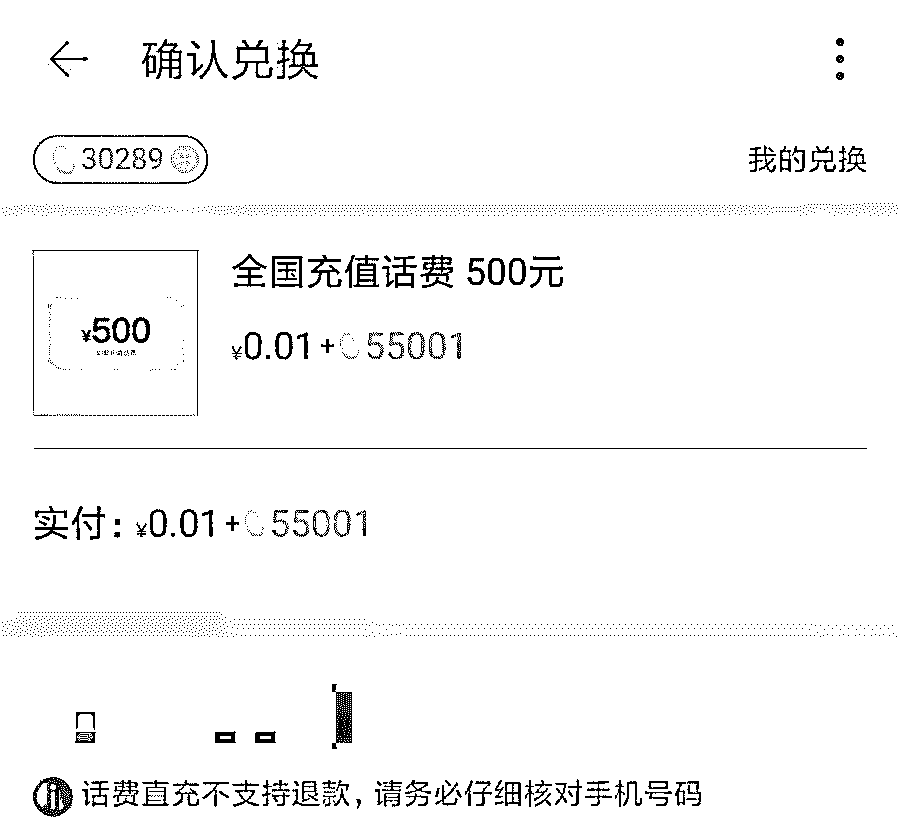 确认兑换
30289
我的兑换
全国充值话费 500元
¥500
¥0.01+55001
实付：¥0.01+55001
话费直充不支持退款，请务必仔细核对手机号码